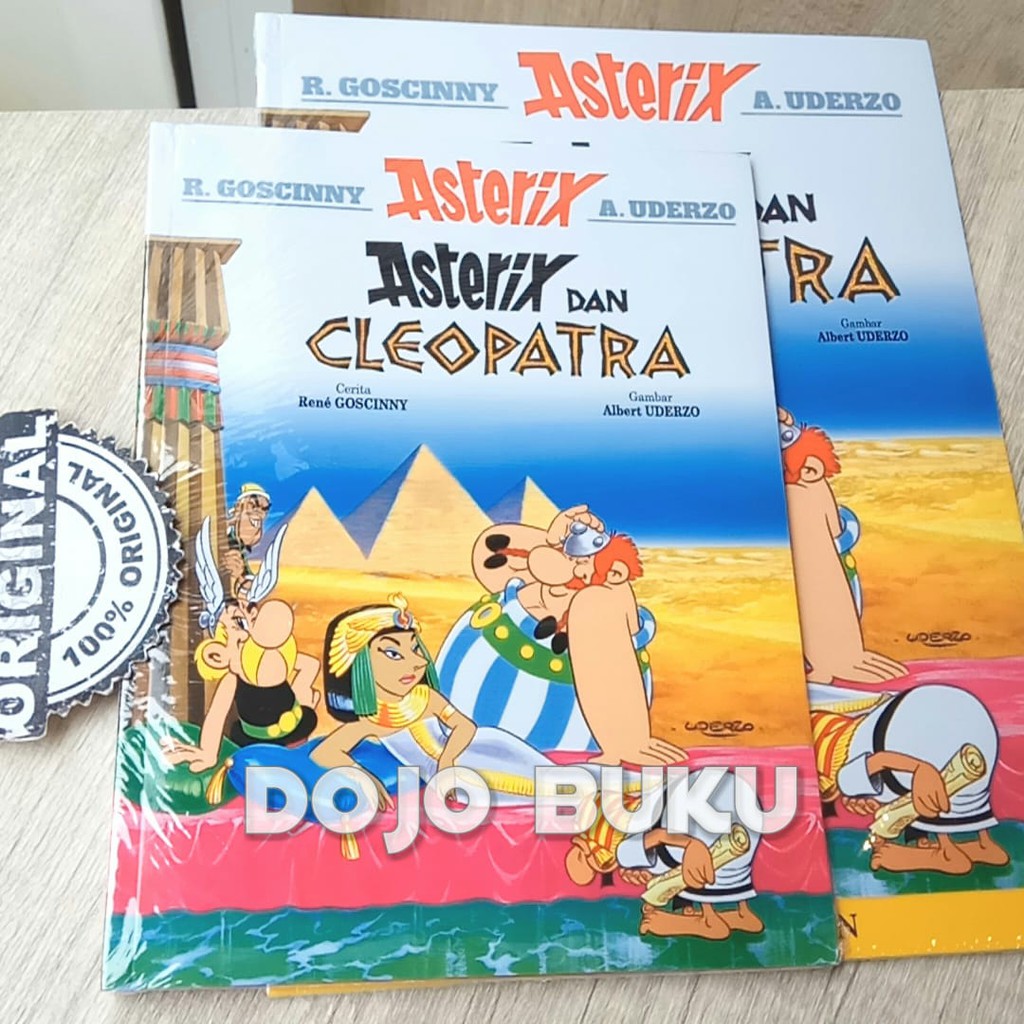 R. GOSCINNY Asterix A. UDERZO
DAN
TRA
Gambar
Albert UDERZO
UDERZO
N
R. GOSCINNY Asterix A. UDERZO
Asterix DAN
CLEOPATRA
Cerita
René GOSCINNY
Gambar
Albert UDERZO
UDERZO
ORIGINAL
100% ORIGINAL
DOJO BUKU